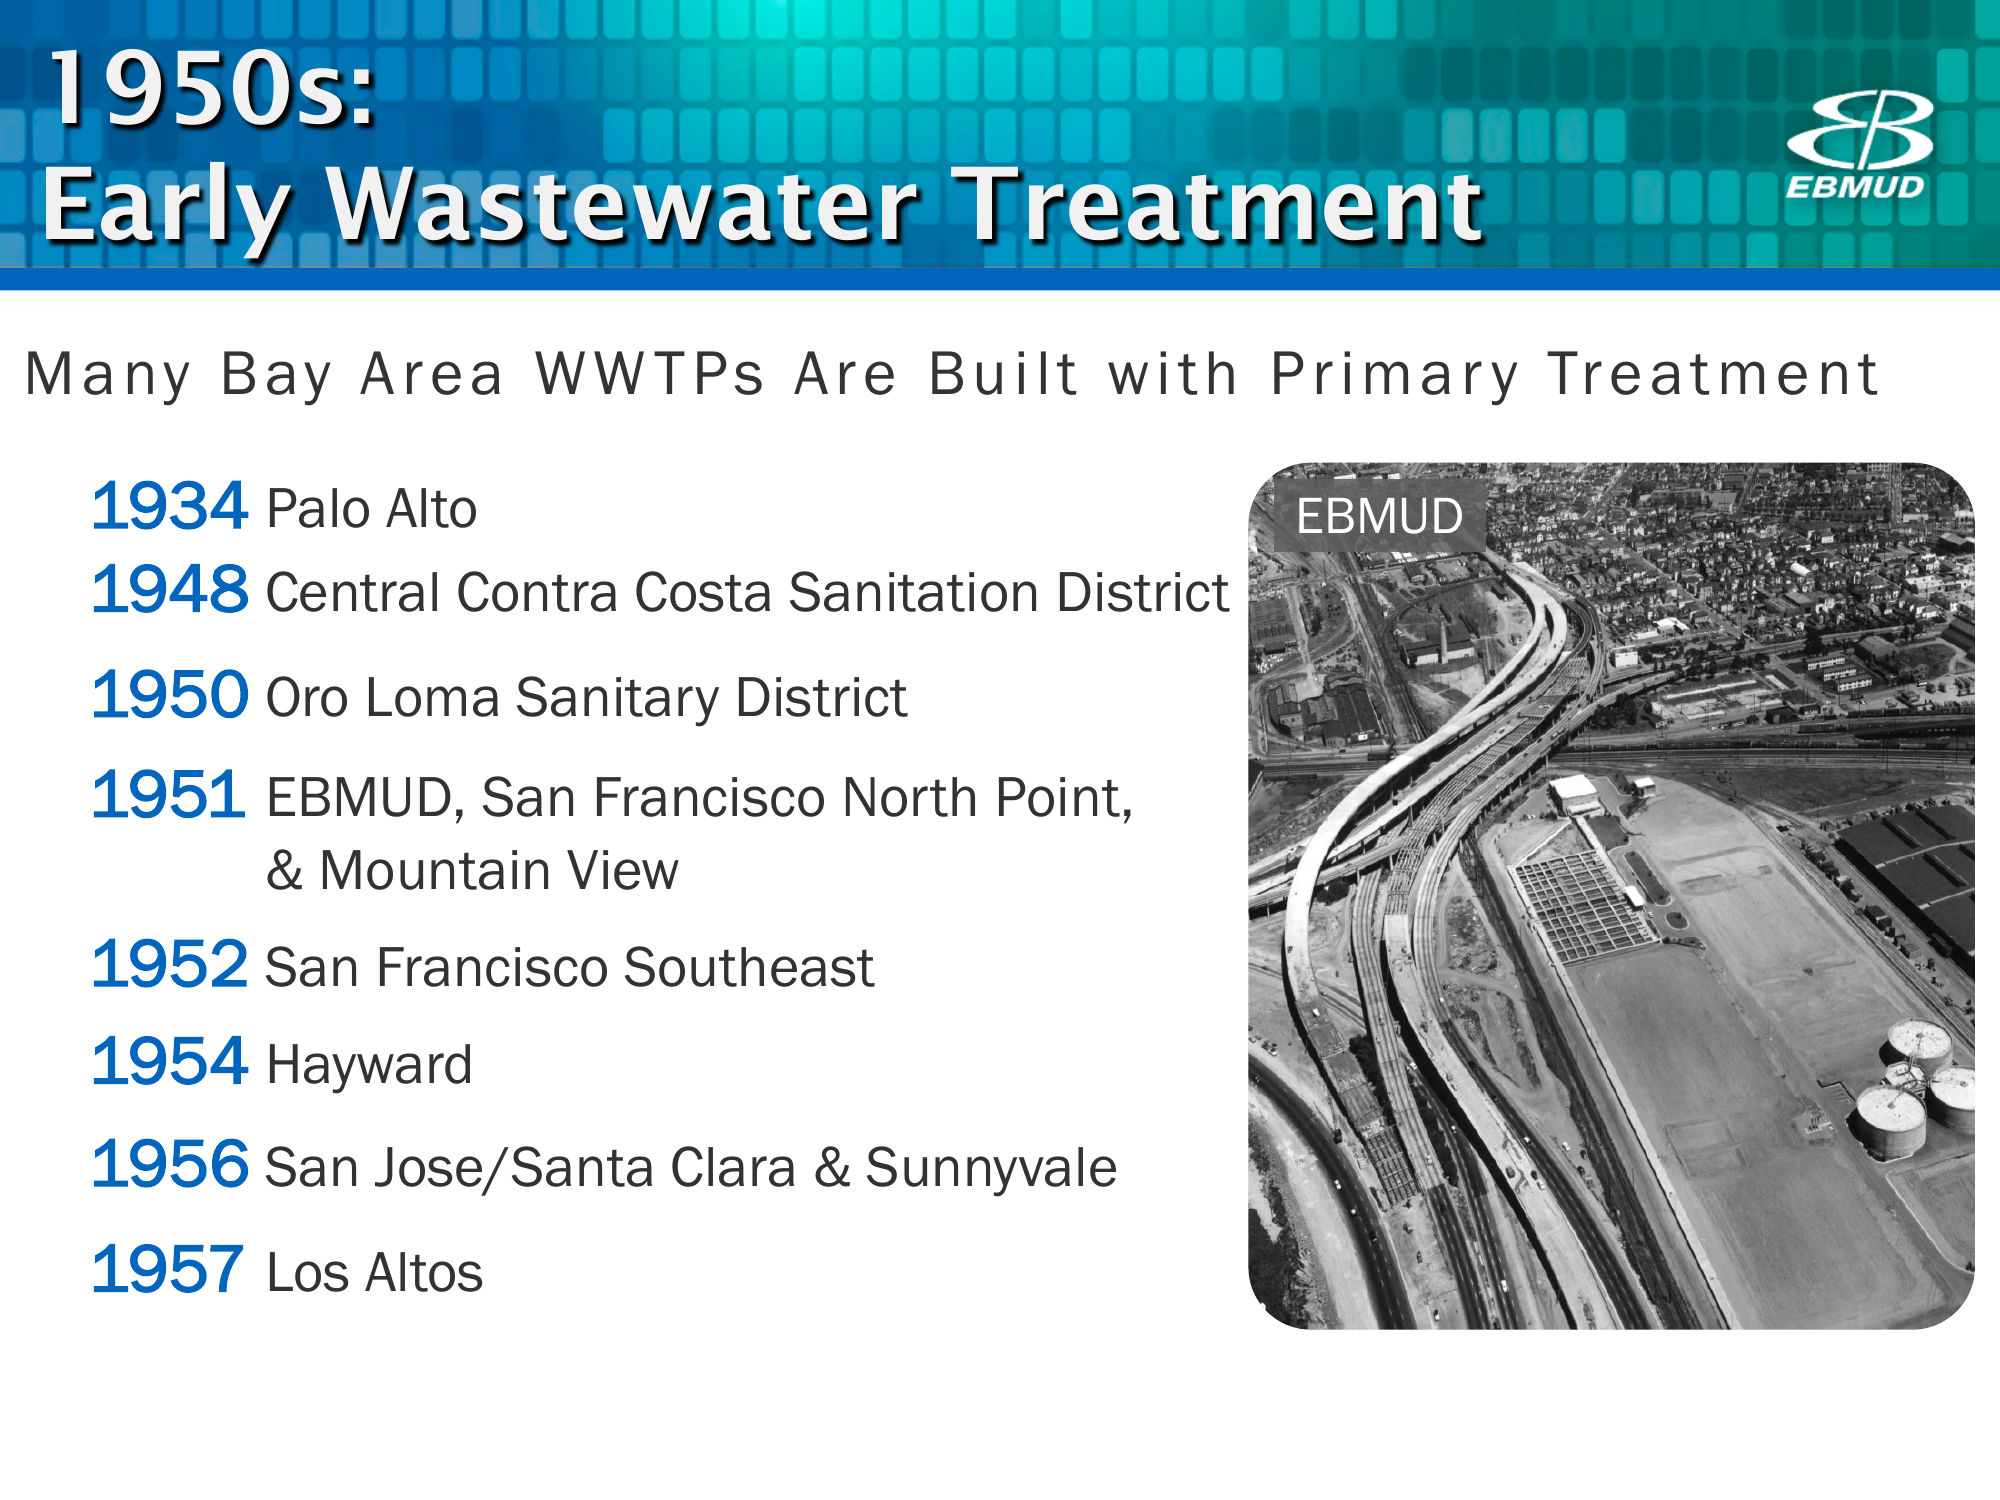 1950s:
Early Wastewater Treatment
EBMUD
Many Bay Area WWTPs Are Built with Primary Treatment
1934 Palo Alto
1948 Central Contra Costa Sanitation District
1950 Oro Loma Sanitary District
1951 EBMUD, San Francisco North Point,
& Mountain View
1952 San Francisco Southeast
1954 Hayward
1956 San Jose/Santa Clara & Sunnyvale
1957 Los Altos
EBMUD